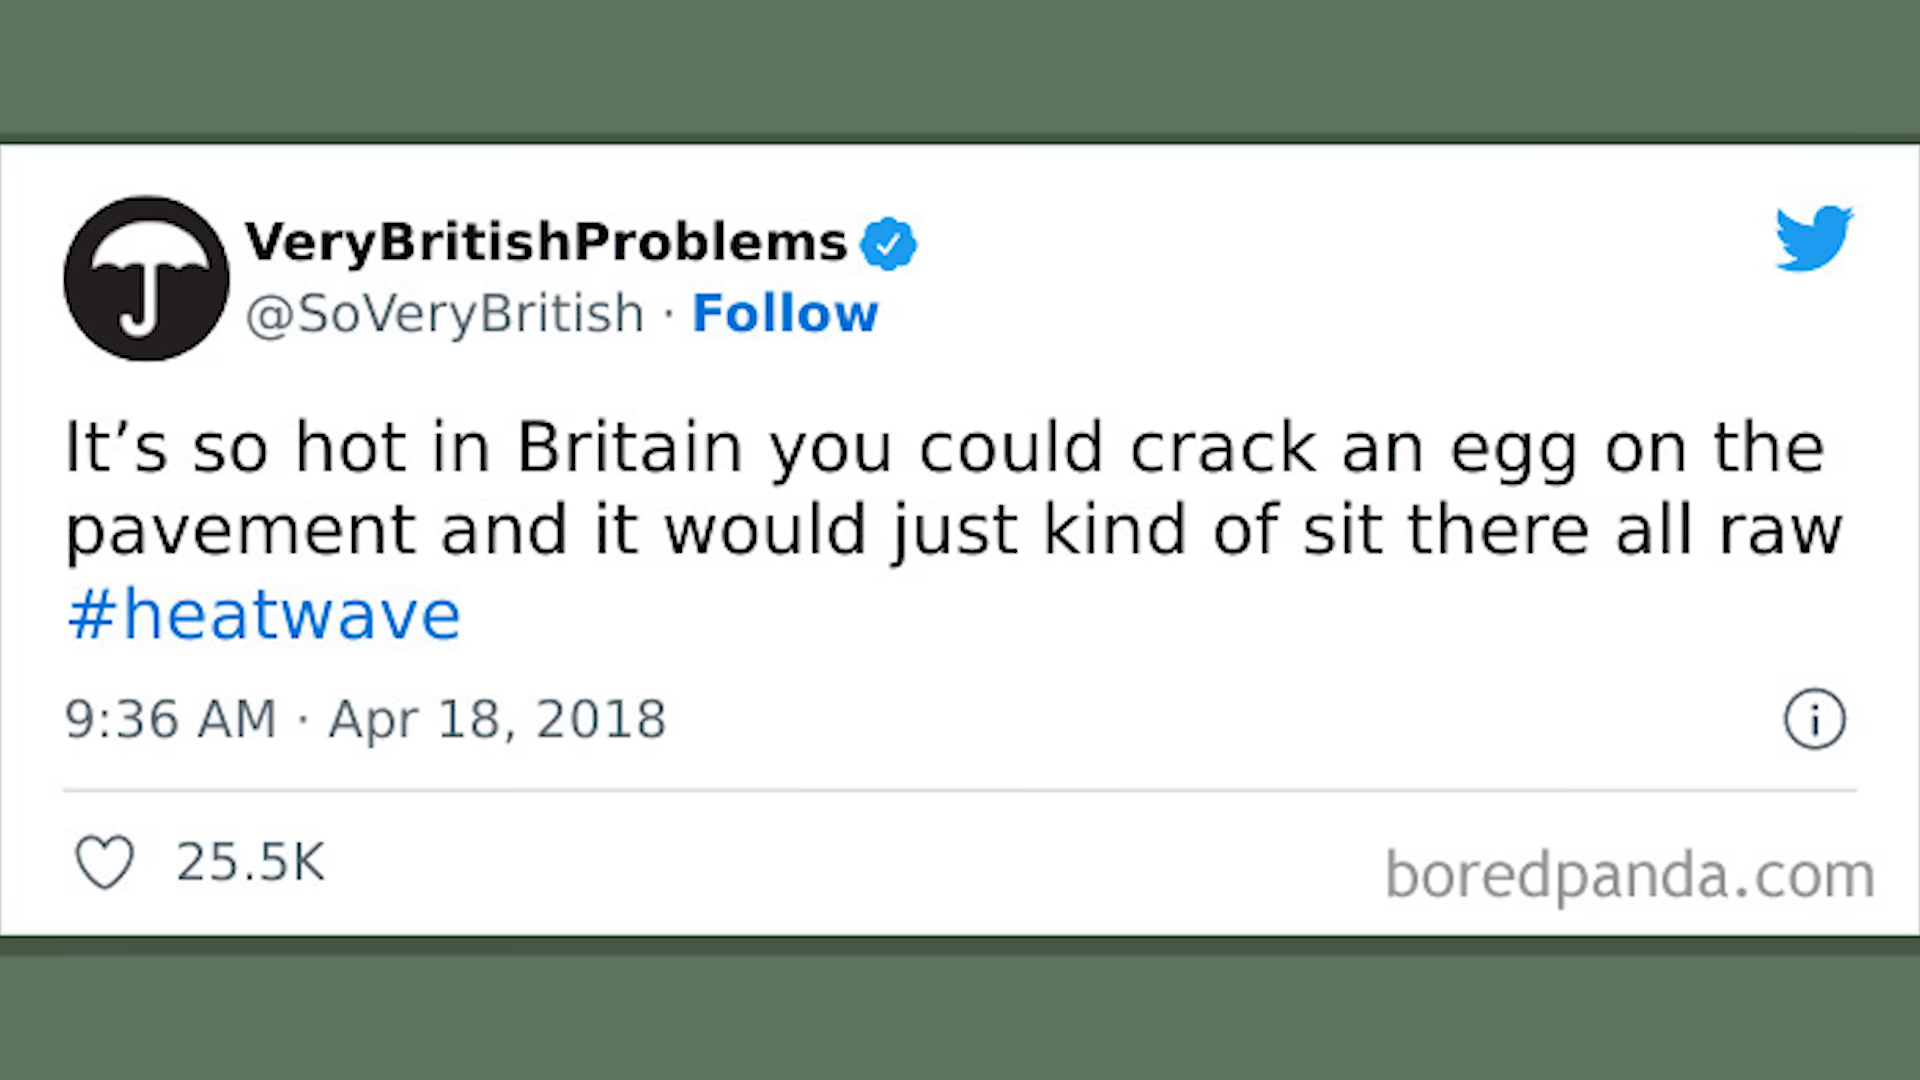 VeryBritishProblems
@SoVeryBritish · Follow
It’s so hot in Britain you could crack an egg on the
pavement and it would just kind of sit there all raw
#heatwave
9:36 AM · Apr 18, 2018
25.5K
boredpanda.com